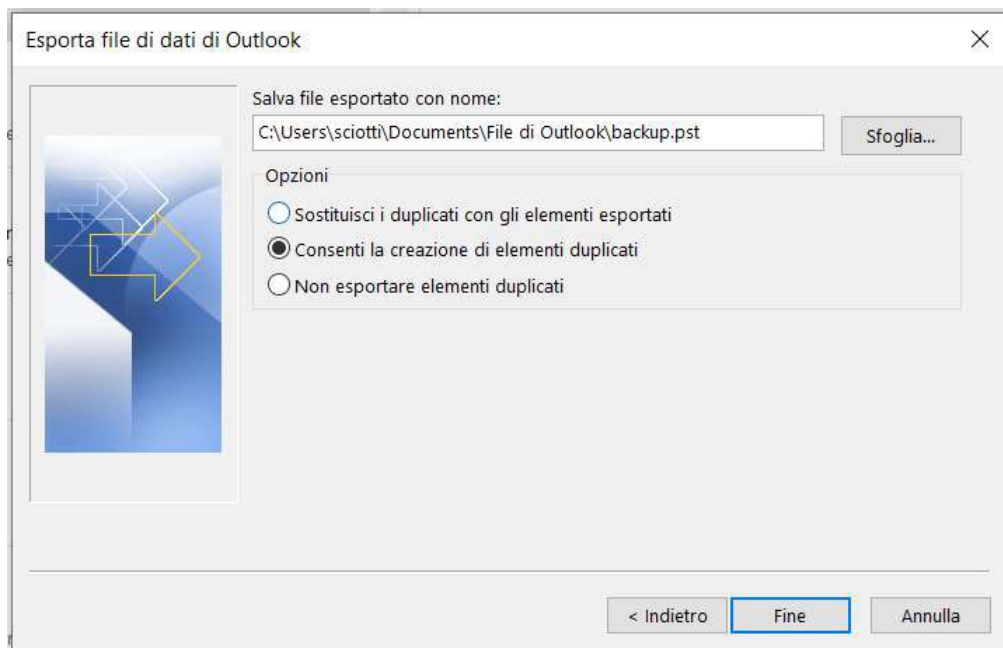 Esporta file di dati di Outlook
Salva file esportato con nome:
C:\Users\sciotti\Documents\File di Outlook\backup.pst
Sfoglia...
Opzioni
Sostituisci i duplicati con gli elementi esportati
Consenti la creazione di elementi duplicati
Non esportare elementi duplicati
< Indietro
Fine
Annulla